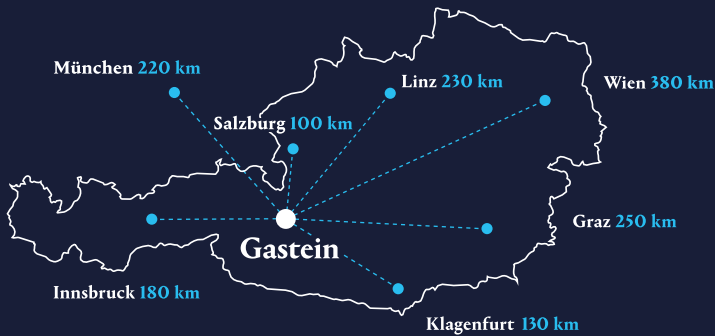 München 220 km
Linz 230 km
Wien 380 km
Salzburg 100 km
Graz 250 km
Gastein
Innsbruck 180 km
Klagenfurt 130 km